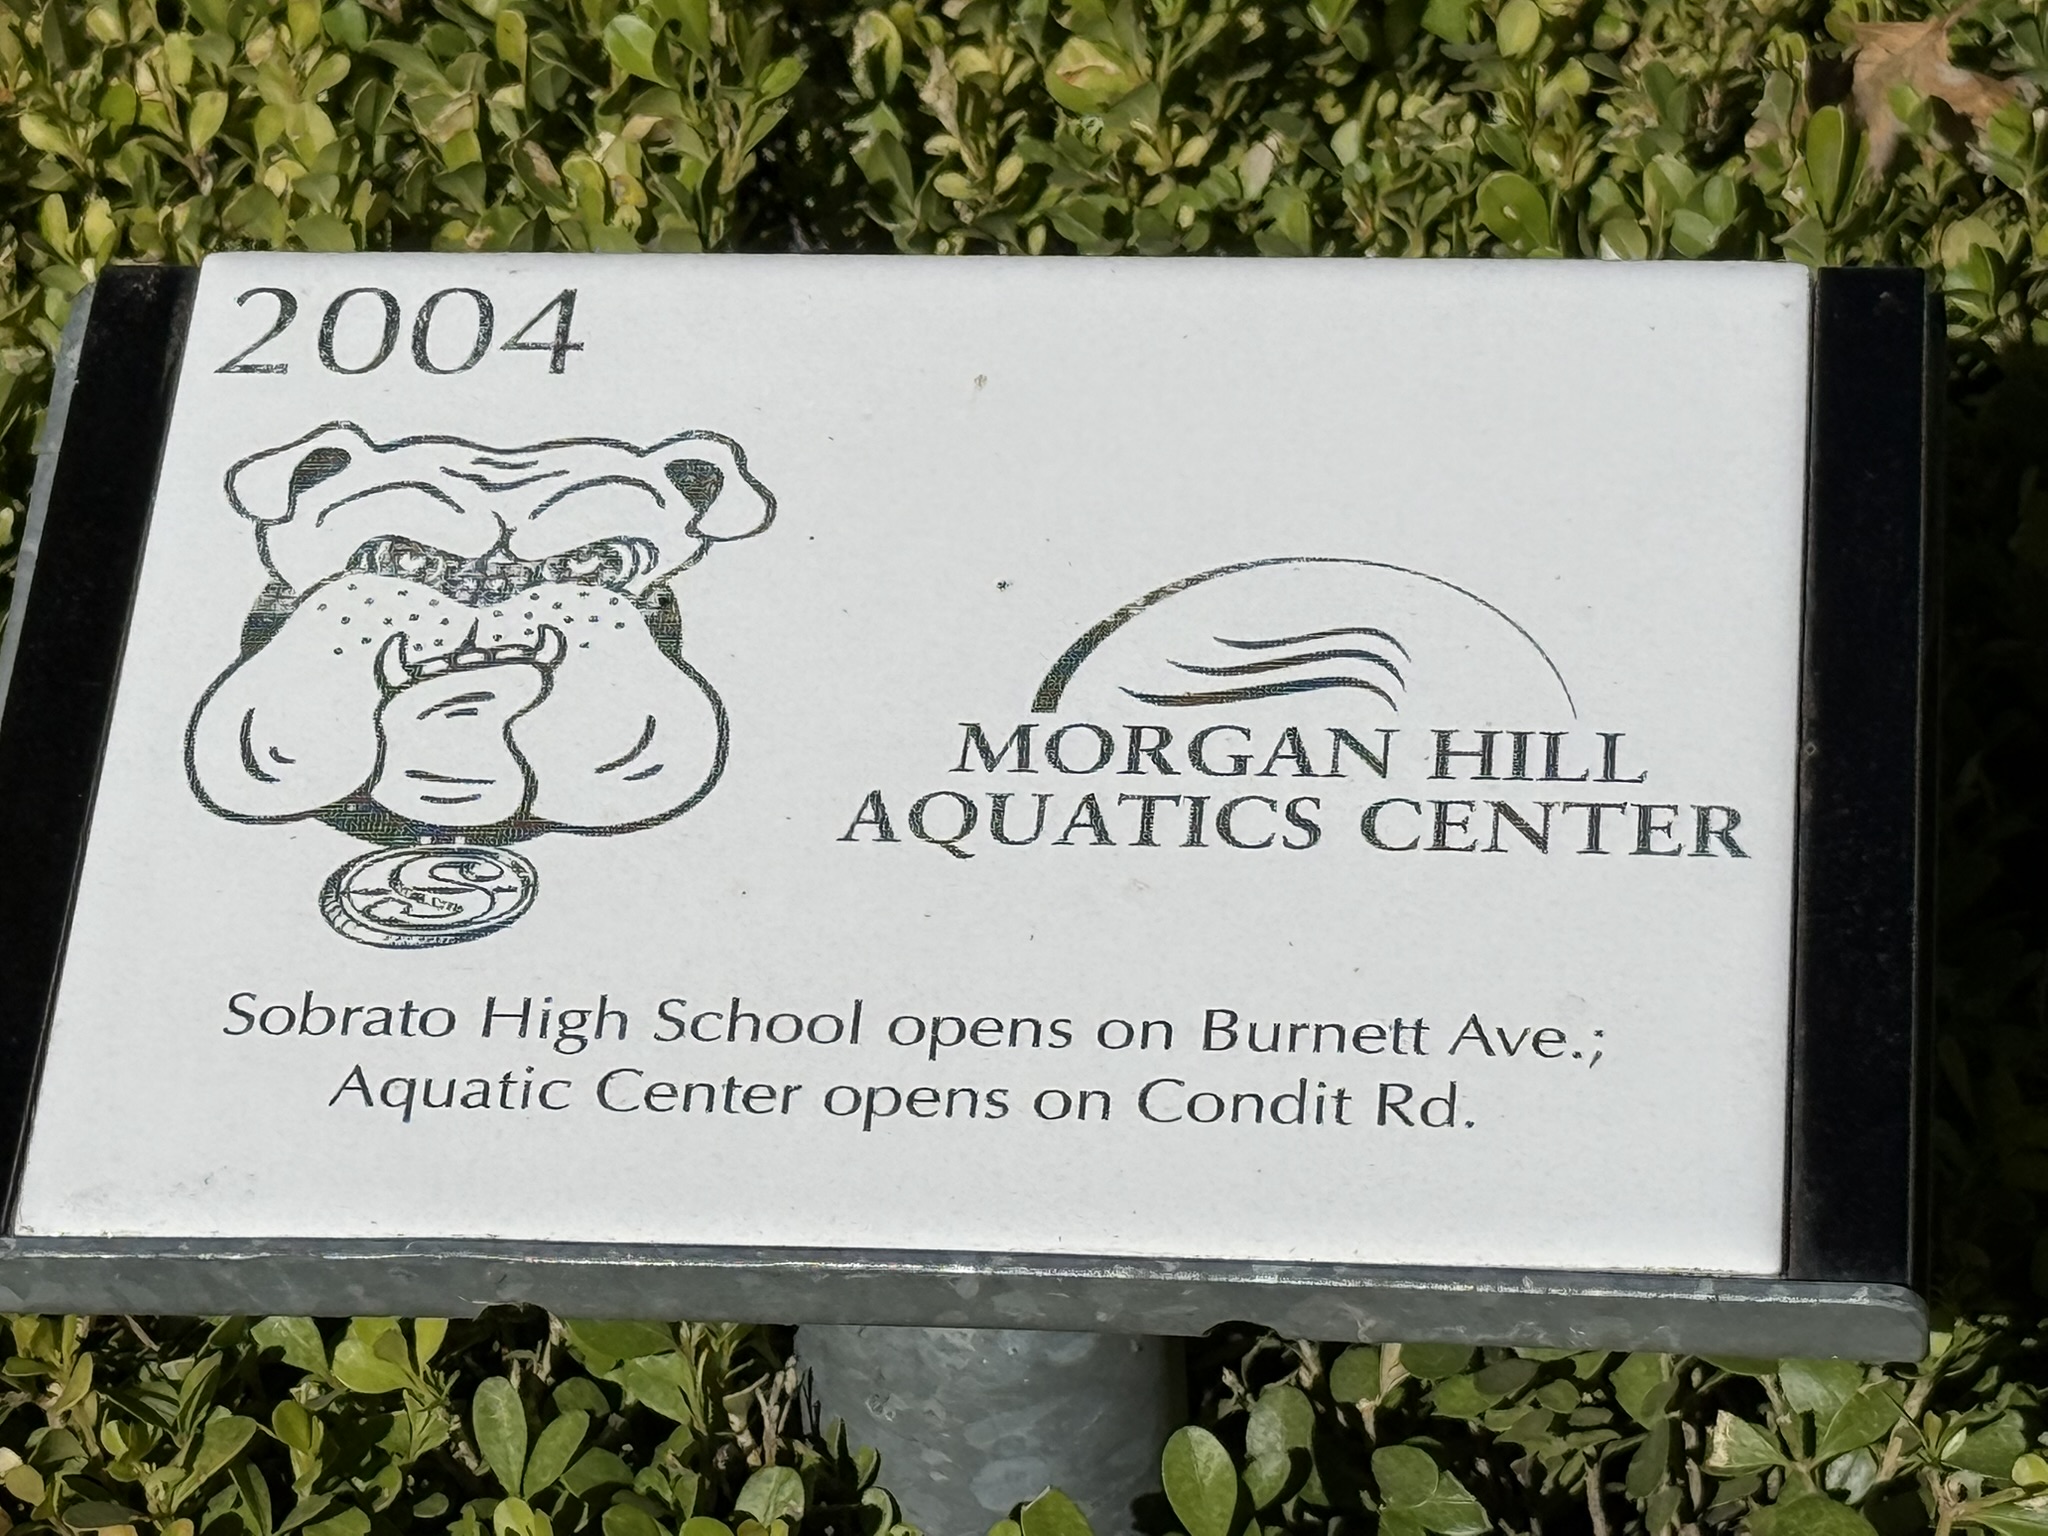 2004
S
MORGAN HILL
AQUATICS CENTER
Sobrato High School opens on Burnett Ave.;
Aquatic Center opens on Condit Rd.